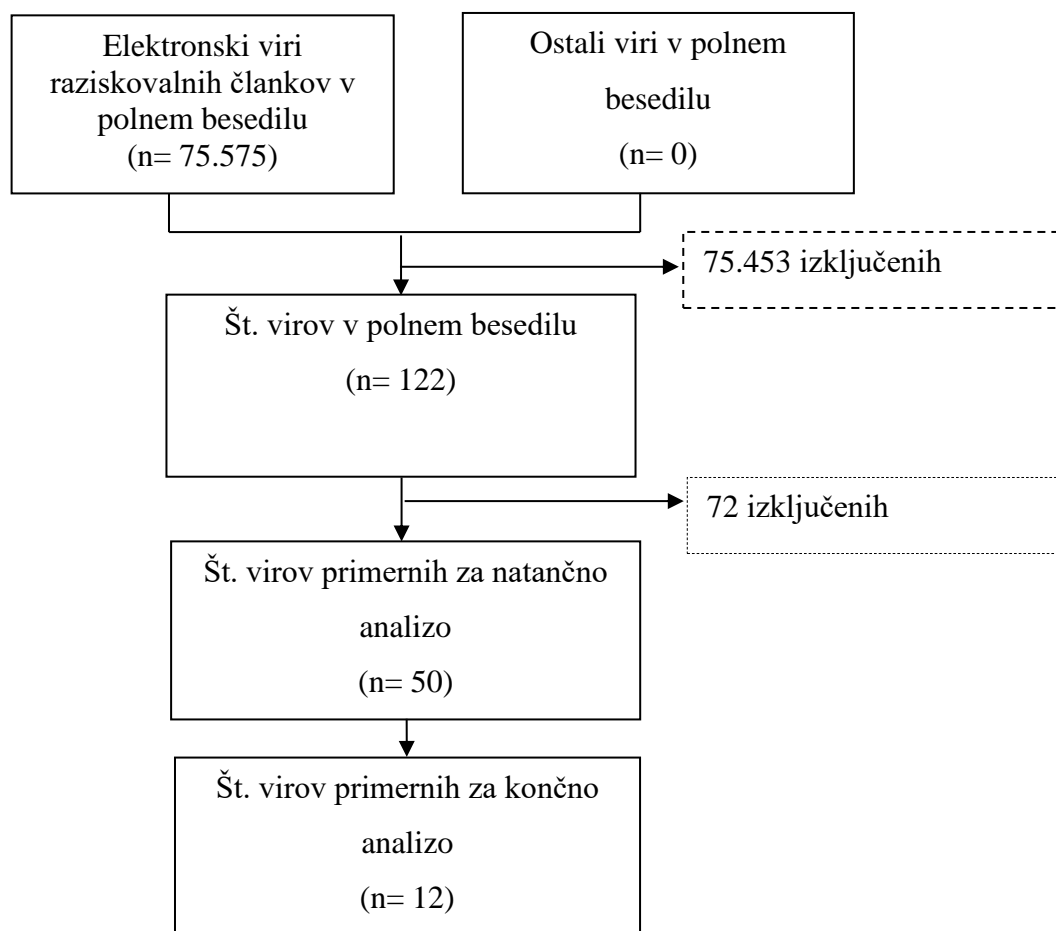 Elektronski viri
raziskovalnih člankov v
polnem besedilu
(n= 75.575)
Ostali viri v polnem
besedilu
(n= 0)
75.453 izključenih
Št. virov v polnem besedilu
(n= 122)
72 izključenih
Št. virov primernih za natančno
analizo
(n= 50)
Št. virov primernih za končno
analizo
(n= 12)